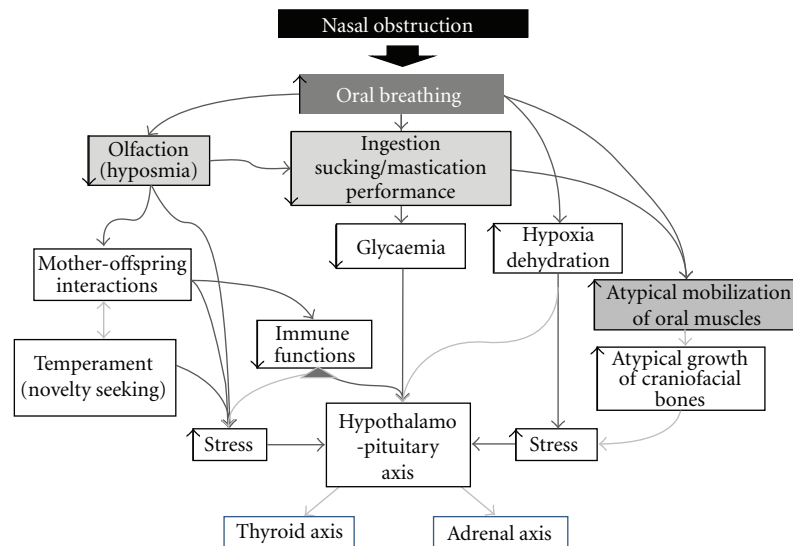 Nasal obstruction
Oral breathing
Olfaction
(hyposmia)
Ingestion
sucking/mastication
performance
Glycaemia
Hypoxia
dehydration
Mother-offspring
interactions
Atypical mobilization
of oral muscles
Immune
functions
Temperament
(novelty seeking)
Atypical growth
of craniofacial
bones
Stress
Hypothalamo
-pituitary
axis
Stress
Thyroid axis
Adrenal axis